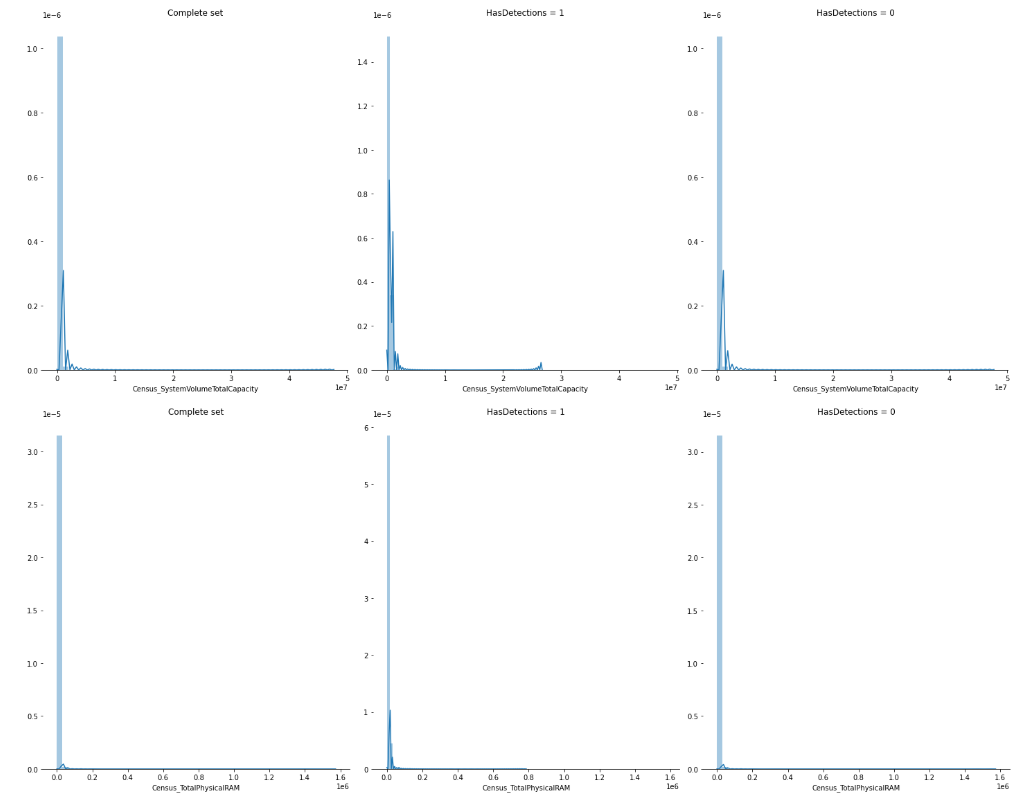 Complete set
HasDetections = 1
HasDetections = 0
1e−6
1e−6
1e−6
1.0
0.8
0.6
0.4
0.2
0.0
1.4
1.2
1.0
0.8
0.6
0.4
0.2
0.0
1.0
0.8
0.6
0.4
0.2
0.0
0 1 2 3 4 5
0 1 2 3 4 5
0 1 2 3 4 5
Census_SystemVolumeTotalCapacity
1e7
Census_SystemVolumeTotalCapacity
1e7
Census_SystemVolumeTotalCapacity
1e7
Complete set
HasDetections = 1
HasDetections = 0
1e−5
1e−5
1e−5
3.0
2.5
2.0
1.5
1.0
0.5
0.0
6
5
4
3
2
1
0
3.0
2.5
2.0
1.5
1.0
0.5
0.0
0.0 0.2 0.4 0.6 0.8 1.0 1.2 1.4 1.6
0.0 0.2 0.4 0.6 0.8 1.0 1.2 1.4 1.6
0.0 0.2 0.4 0.6 0.8 1.0 1.2 1.4 1.6
Census_TotalPhysicalRAM
1e6
Census_TotalPhysicalRAM
1e6
Census_TotalPhysicalRAM
1e6